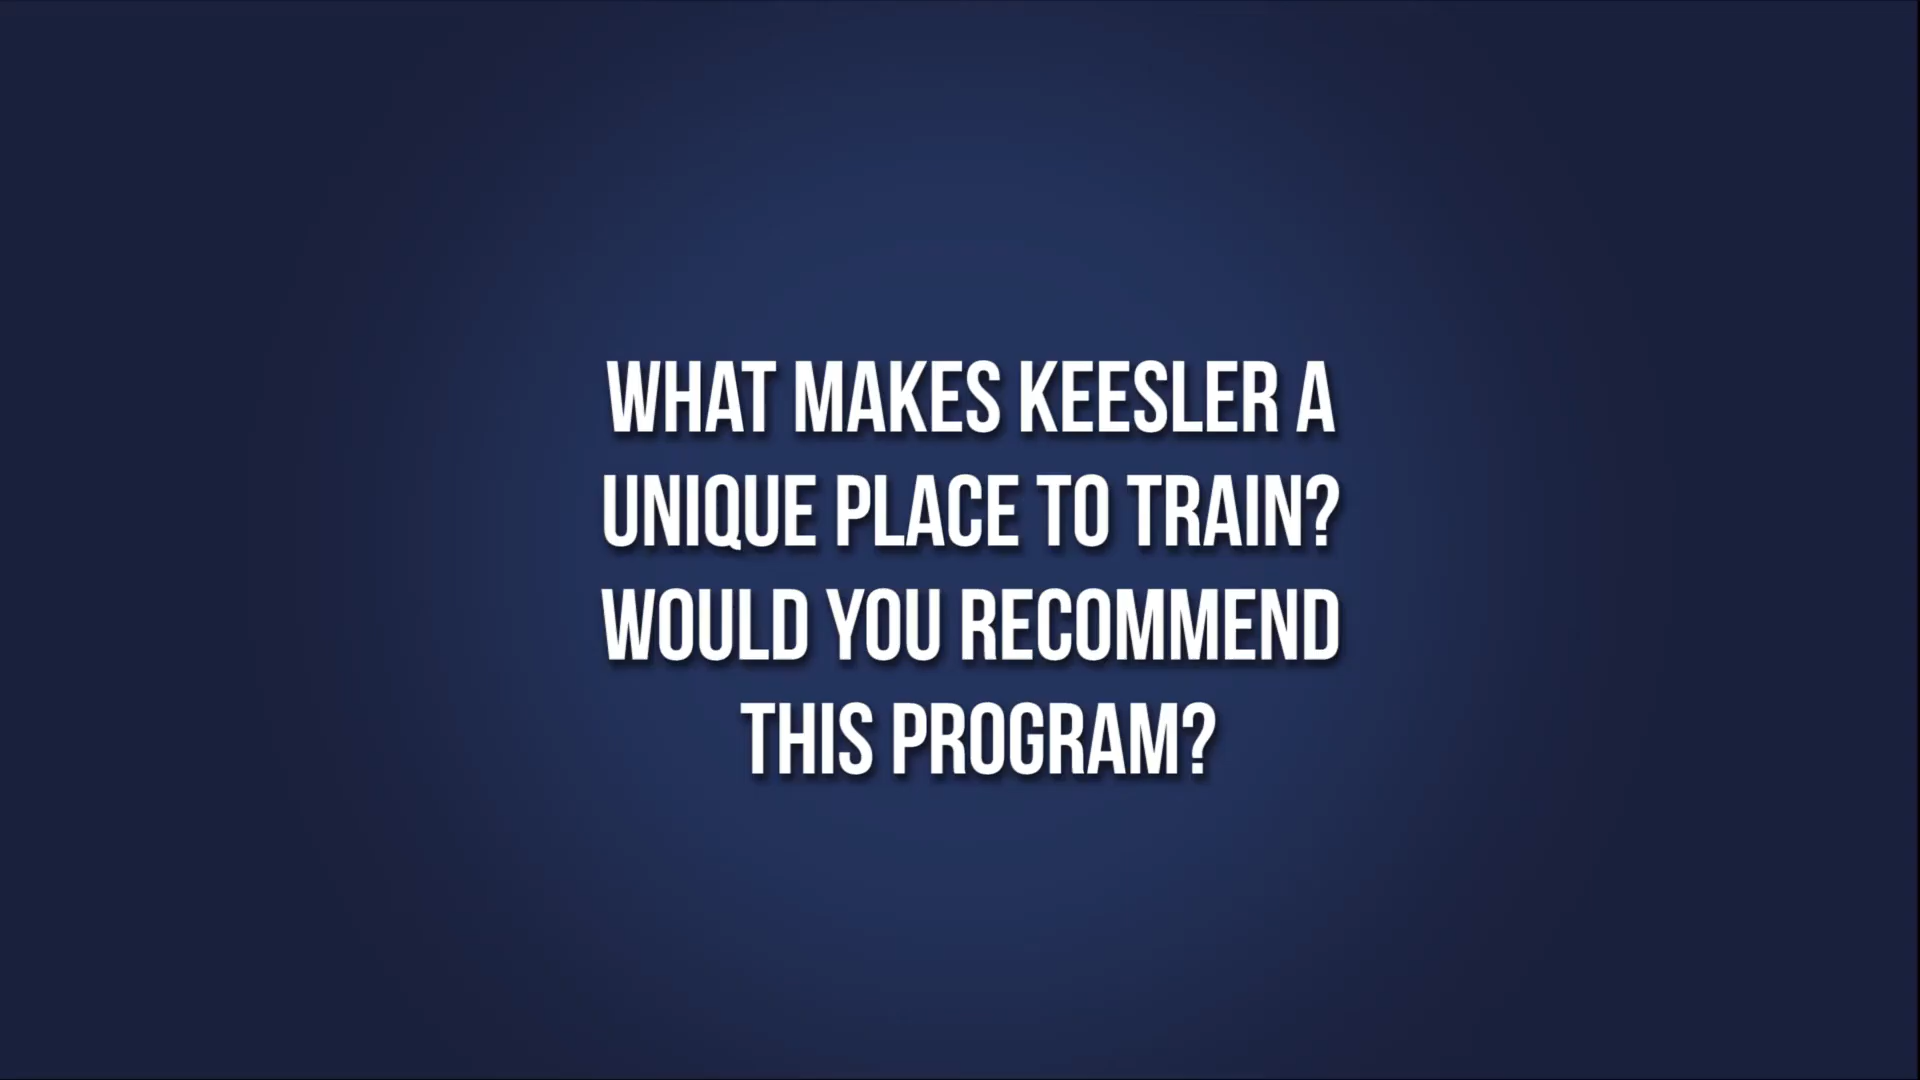 WHAT MAKES KEESLER A
UNIQUE PLACE TO TRAIN?
WOULD YOU RECOMMEND
THIS PROGRAM?